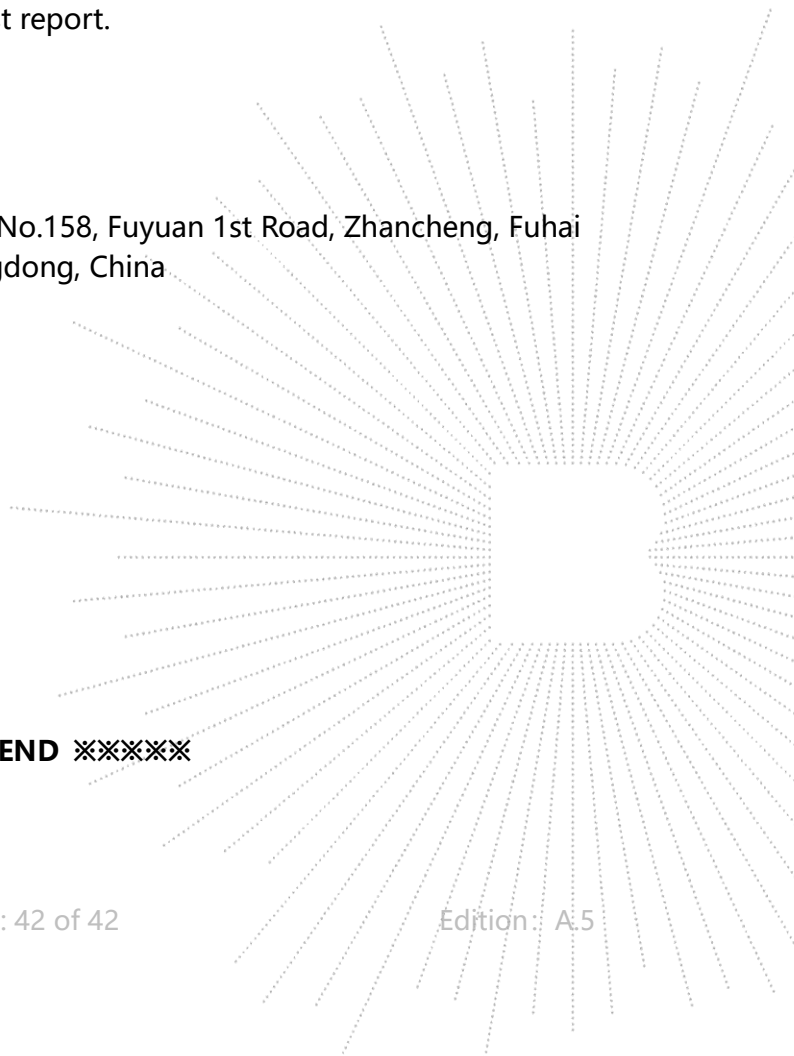 t report.
No.158, Fuyuan 1st Road, Zhancheng, Fuhai
gdong, China
END ※※※※※
: 42 of 42 Edition：A.5